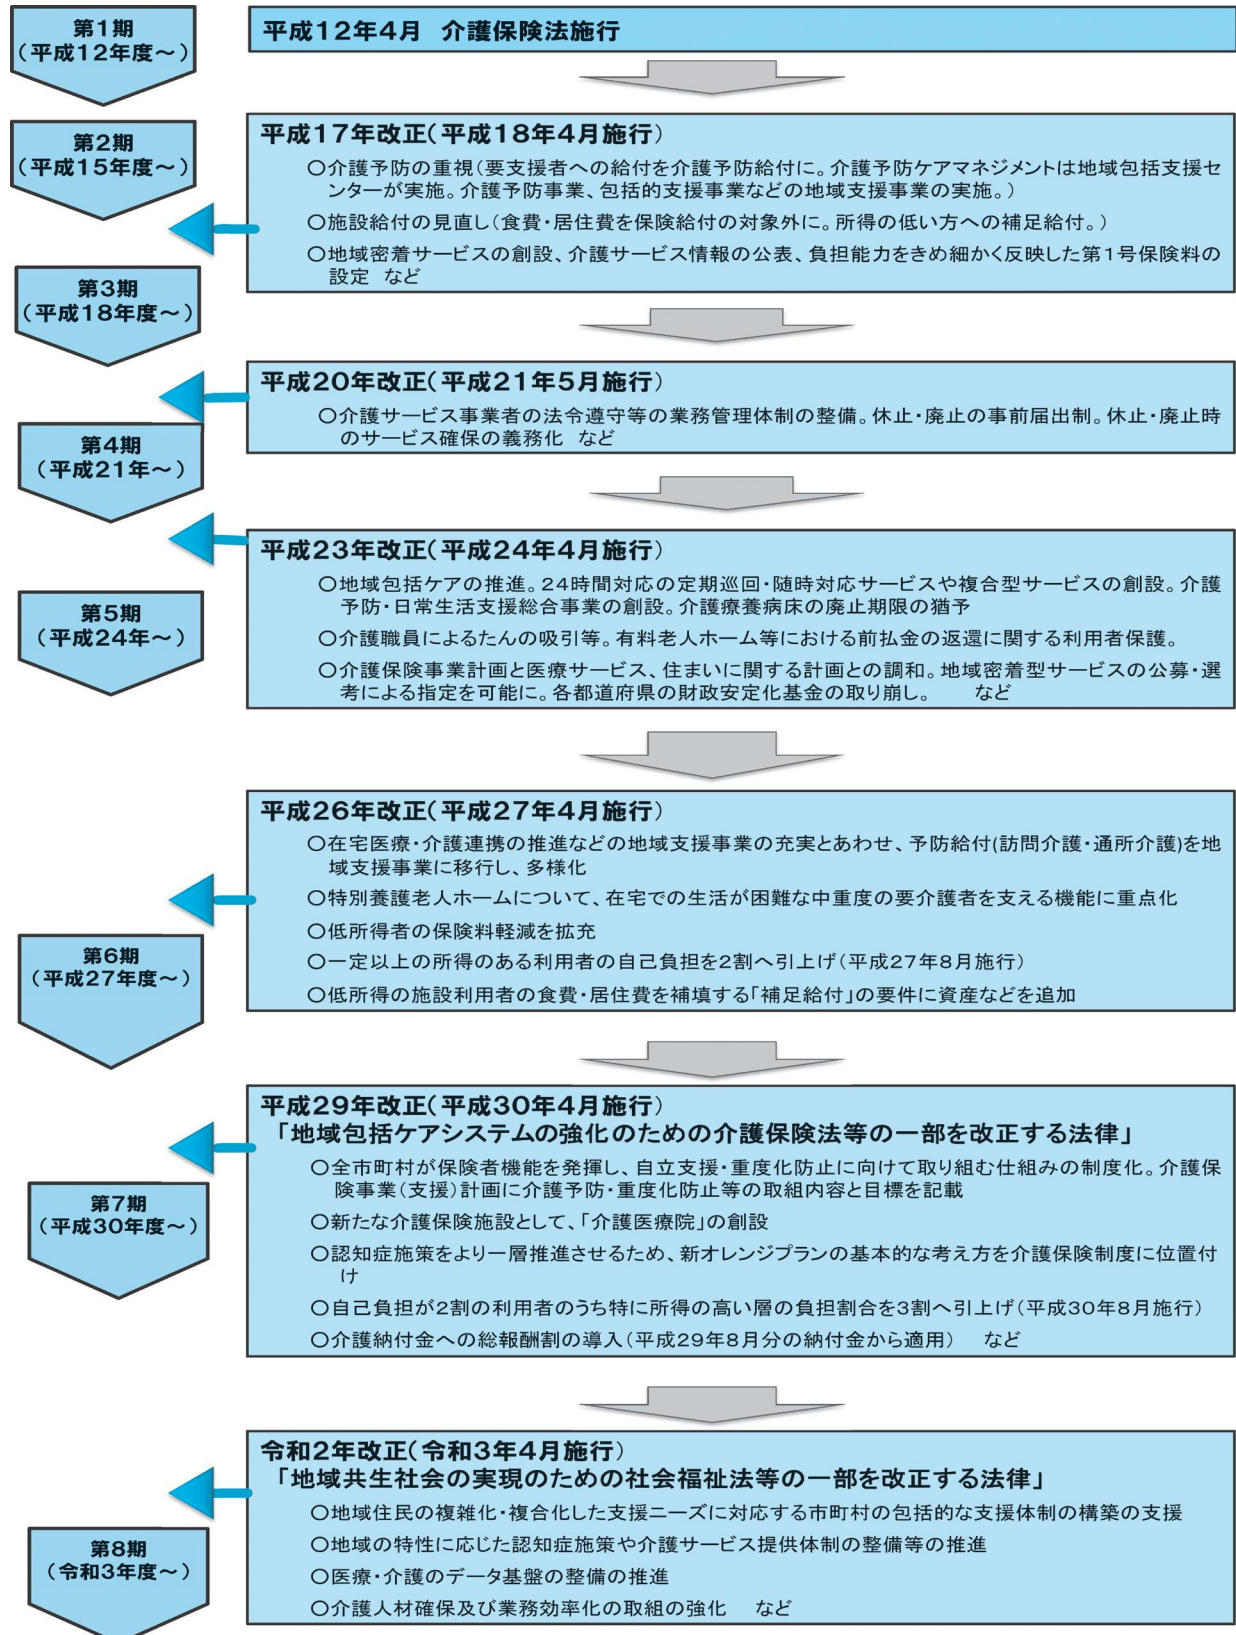 第1期
（平成12年度～）
平成12年4月　介護保険法施行
第2期
（平成15年度～）
平成17年改正（平成18年4月施行）
○介護予防の重視（要支援者への給付を介護予防給付に。介護予防ケアマネジメントは地域包括支援セ
ンターが実施。介護予防事業、包括的支援事業などの地域支援事業の実施。）
○施設給付の見直し（食費・居住費を保険給付の対象外に。所得の低い方への補足給付。）
○地域密着サービスの創設、介護サービス情報の公表、負担能力をきめ細かく反映した第1号保険料の
設定　など
第3期
（平成18年度～）
平成20年改正（平成21年5月施行）
○介護サービス事業者の法令遵守等の業務管理体制の整備。休止・廃止の事前届出制。休止・廃止時
のサービス確保の義務化　など
第4期
（平成21年～）
平成23年改正（平成24年4月施行）
○地域包括ケアの推進。24時間対応の定期巡回・随時対応サービスや複合型サービスの創設。介護
予防・日常生活支援総合事業の創設。介護療養病床の廃止期限の猶予
○介護職員によるたんの吸引等。有料老人ホーム等における前払金の返還に関する利用者保護。
○介護保険事業計画と医療サービス、住まいに関する計画との調和。地域密着型サービスの公募・選
考による指定を可能に。各都道府県の財政安定化基金の取り崩し。　　など
第5期
（平成24年～）
平成26年改正（平成27年4月施行）
○在宅医療・介護連携の推進などの地域支援事業の充実とあわせ、予防給付(訪問介護・通所介護)を地
域支援事業に移行し、多様化
○特別養護老人ホームについて、在宅での生活が困難な中重度の要介護者を支える機能に重点化
○低所得者の保険料軽減を拡充
○一定以上の所得のある利用者の自己負担を2割へ引上げ（平成27年8月施行）
○低所得の施設利用者の食費・居住費を補填する「補足給付」の要件に資産などを追加
第6期
（平成27年度～）
平成29年改正（平成30年4月施行）
「地域包括ケアシステムの強化のための介護保険法等の一部を改正する法律」
○全市町村が保険者機能を発揮し、自立支援・重度化防止に向けて取り組む仕組みの制度化。介護保
険事業（支援）計画に介護予防・重度化防止等の取組内容と目標を記載
○新たな介護保険施設として、「介護医療院」の創設
○認知症施策をより一層推進させるため、新オレンジプランの基本的な考え方を介護保険制度に位置付
け
○自己負担が2割の利用者のうち特に所得の高い層の負担割合を3割へ引上げ（平成30年8月施行）
○介護納付金への総報酬割の導入（平成29年8月分の納付金から適用）　　など
第7期
（平成30年度～）
令和2年改正（令和3年4月施行）
「地域共生社会の実現のための社会福祉法等の一部を改正する法律」
○地域住民の複雑化・複合化した支援ニーズに対応する市町村の包括的な支援体制の構築の支援
○地域の特性に応じた認知症施策や介護サービス提供体制の整備等の推進
○医療・介護のデータ基盤の整備の推進
○介護人材確保及び業務効率化の取組の強化　　など
第8期
（令和3年度～）